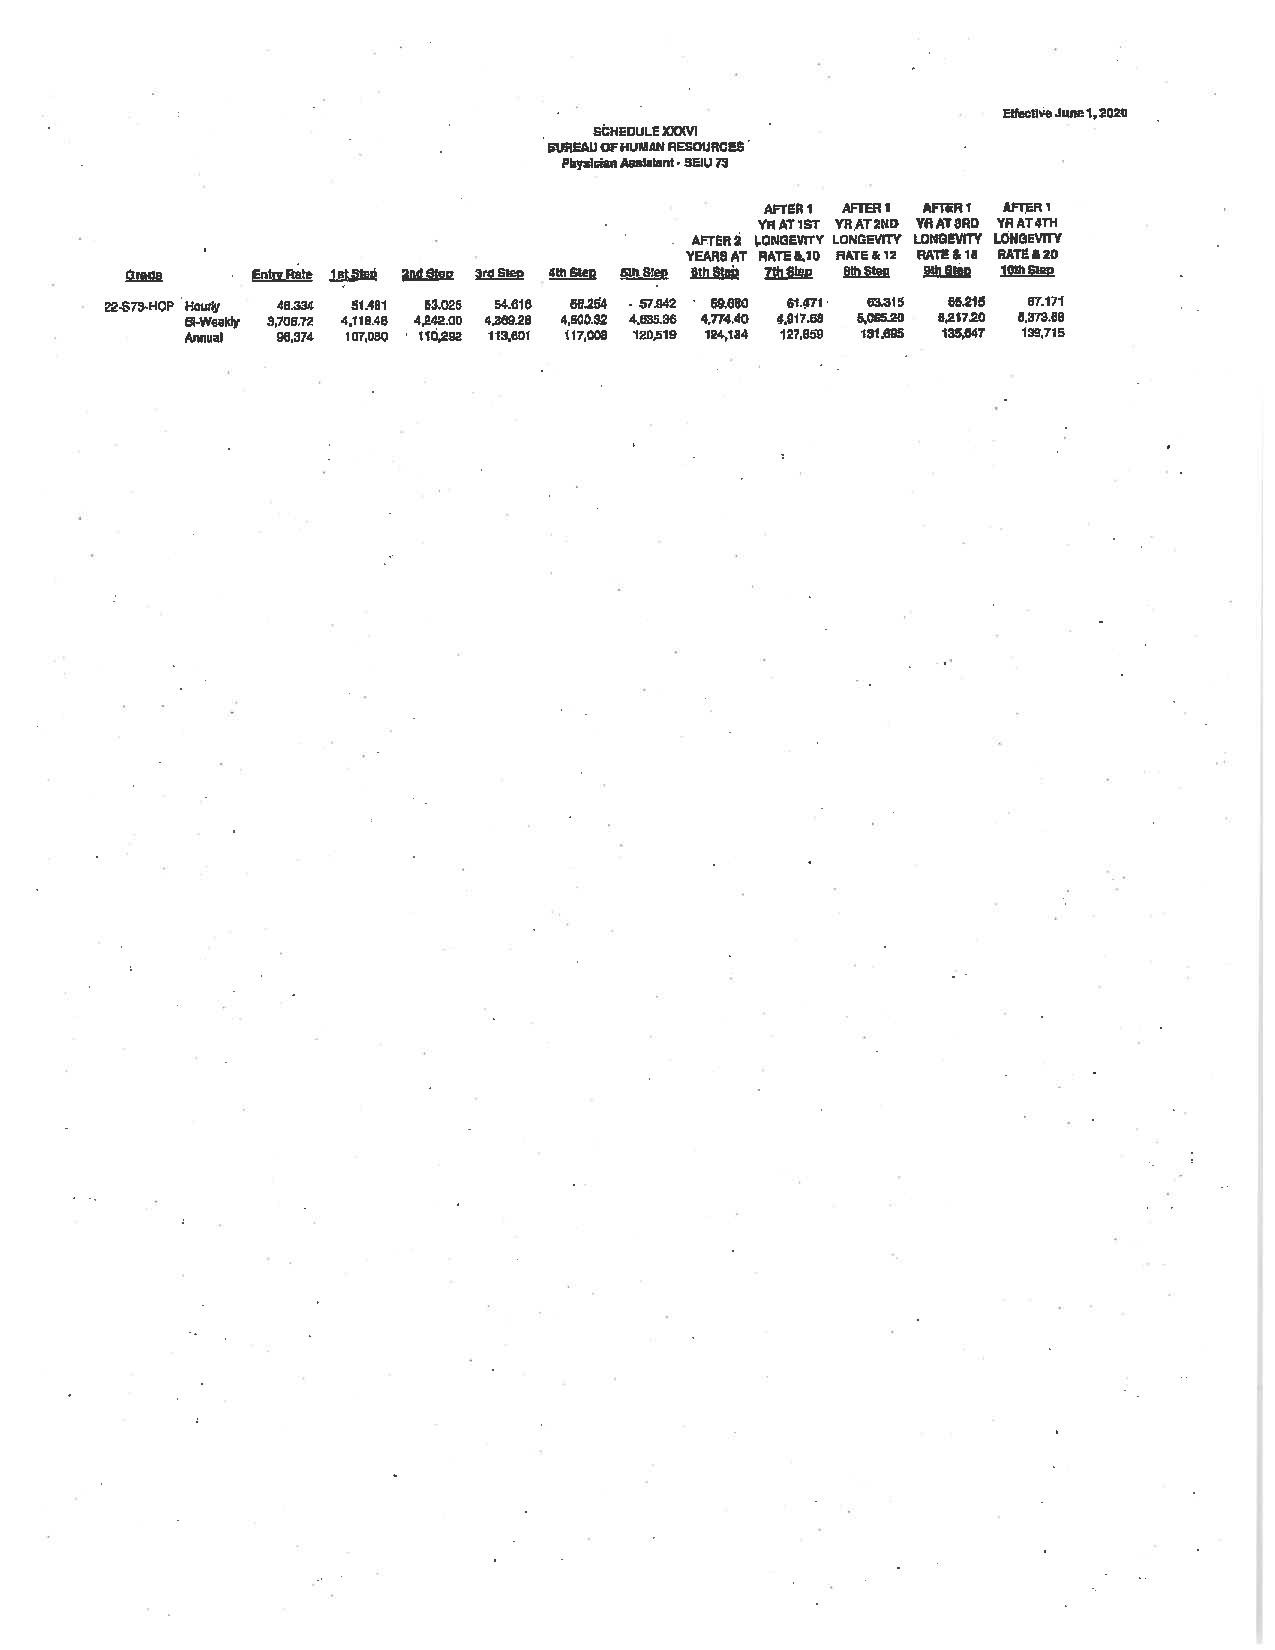 Effective June 1, 2020
SCHEDULE XXXVI
BUREAU OF HUMAN RESOURCES
Physician Assistant - SEIU 73
AFTER 1 AFTER 1 AFTER 1 AFTER 1
YR AT 1ST YR AT 2ND YR AT 3RD YR AT 4TH
AFTER 2 LONGEVITY LONGEVITY LONGEVITY LONGEVITY
YEARS AT RATE & 10 RATE & 12 RATE & RATE & 20
Grade Entry Rate 1st Step 2nd Step 3rd Step 4th Step 5th Step 6th Step 7th Step 8th Step 9th Step 10th Step
22-S73-HOP Hourly 46.334 51.481 53.025 54.616 56.254 57.942 59.680 61.471 63.315 65.215 67.171
Bi-Weekly 3,706.72 4,118.48 4,242.00 4,369.28 4,500.32 4,635.36 4,774.40 4,917.68 5,065.20 5,217.20 5,373.68
Annual 96,374 107,080 110,292 113,601 117,008 120,519 124,134 127,859 131,695 135,647 139,715